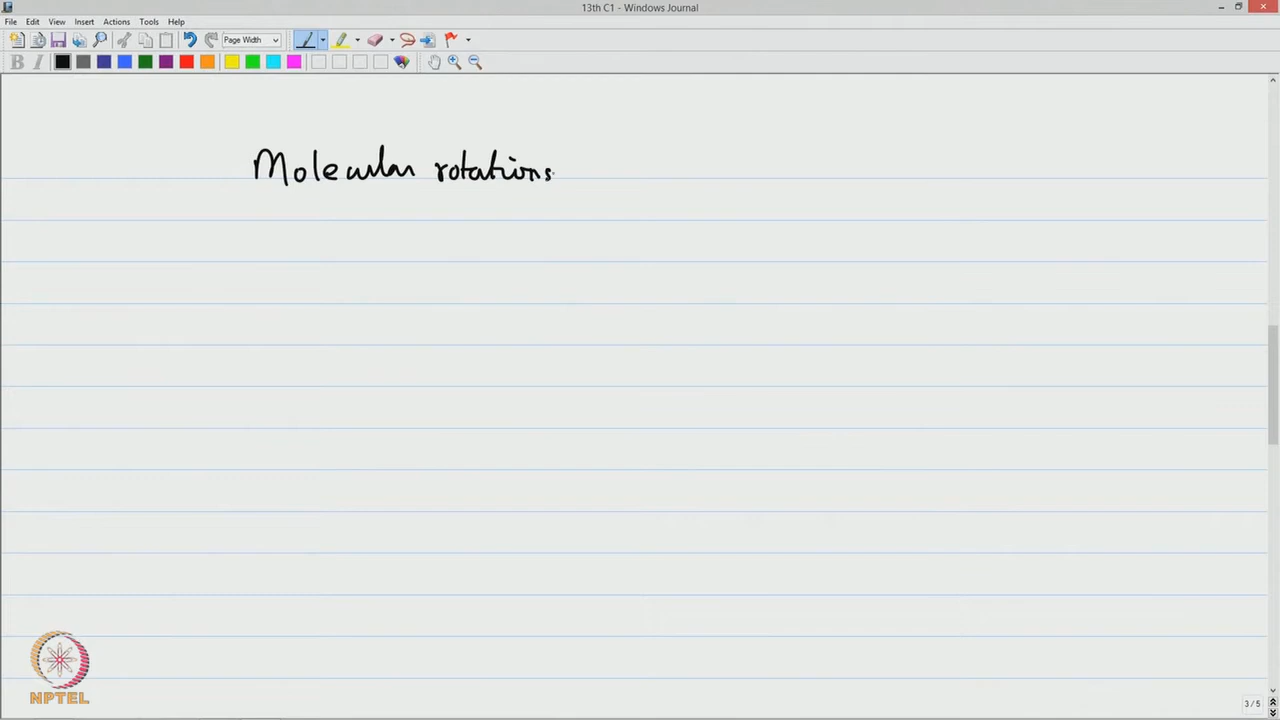 13th C1 - Windows Journal
File Edit View Insert Actions Tools Help
Page Width
B I
Molecular rotations
NPTEL
3 / 5